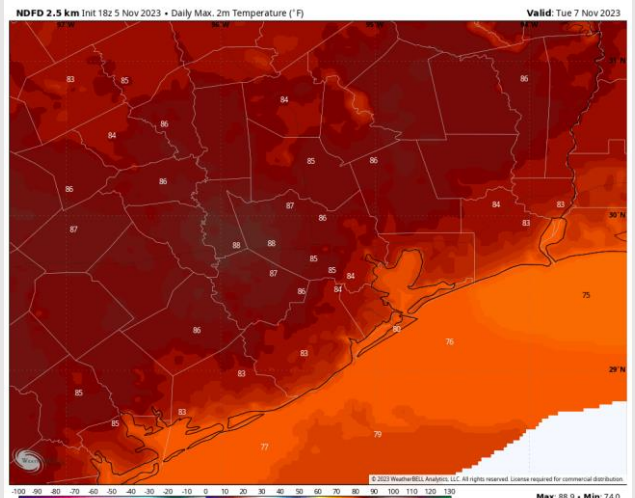 NDFD 2.5 km Init 18z 5 Nov 2023 • Daily Max. 2m Temperature (°F) Valid: Tue 7 Nov 2023
83 85 86
84
84 86
85 86
86 86
87 84 83
87 86 83
88 88
85
87 85 84
86 84
75
86 80
76
83
29°N
83
85
83
85
79
77
© 2023 WeatherBELL Analytics, LLC. All rights reserved. License required for commercial distribution.
-100 -90 -80 -70 -60 -50 -40 -30 -20 -10 0 10 20 30 40 50 60 70 80 90 100 110 120 130
Max: 88.9 • Min: 74.0